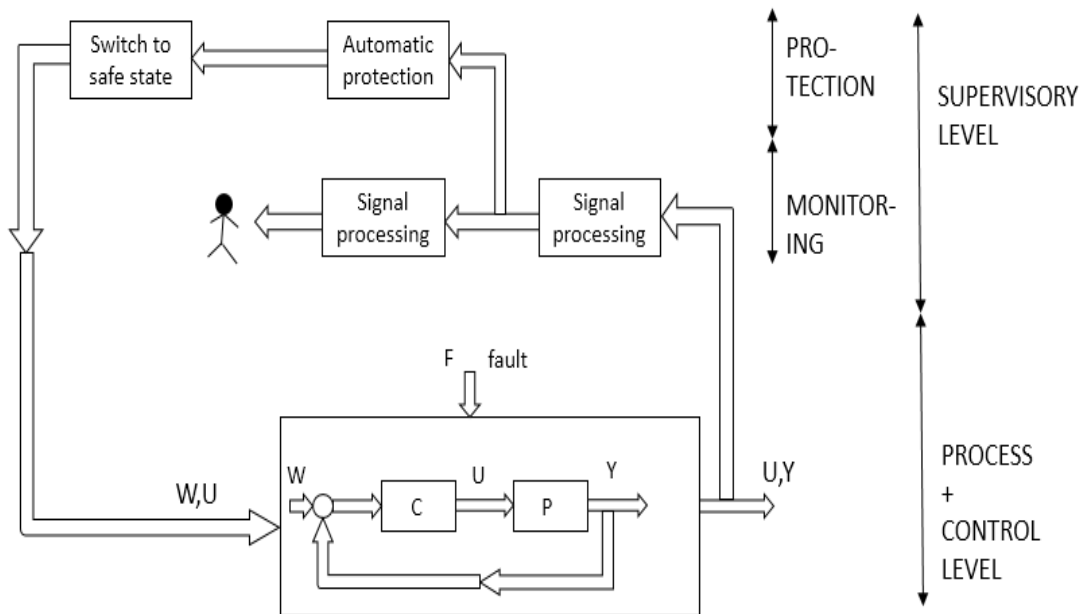 Switch to
safe state
Automatic
protection
PRO-
TECTION
SUPERVISORY
LEVEL
Signal
processing
Signal
processing
MONITOR-
ING
F fault
W
U
Y
C
P
W,U
U,Y
PROCESS
+
CONTROL
LEVEL